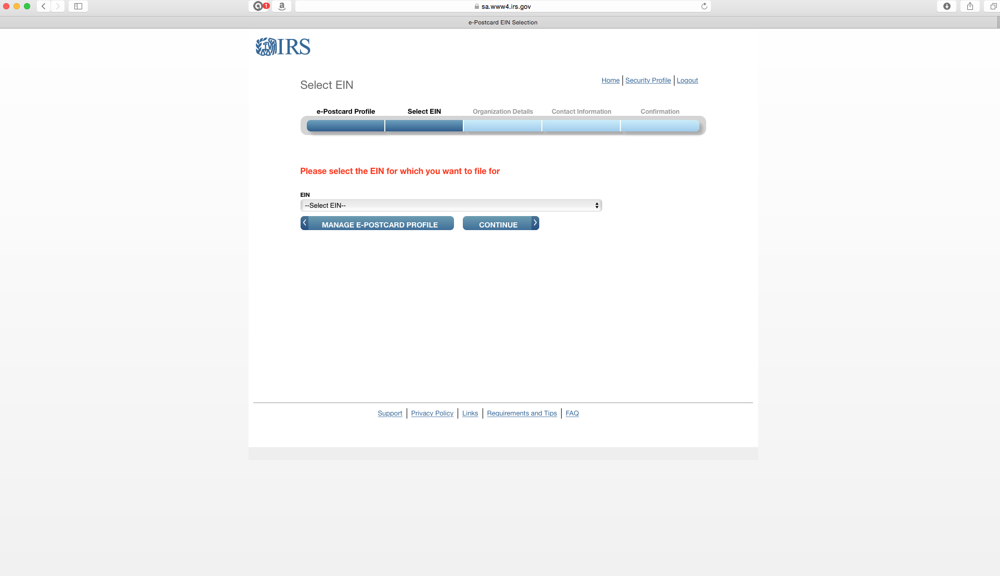 1
a
sa.www4.irs.gov
e-Postcard EIN Selection
IRS
Select EIN
Home Security Profile Logout
e-Postcard Profile Select EIN Organization Details Contact Information Confirmation
Please select the EIN for which you want to file for
EIN
--Select EIN--
MANAGE E-POSTCARD PROFILE CONTINUE
Support Privacy Policy Links Requirements and Tips FAQ